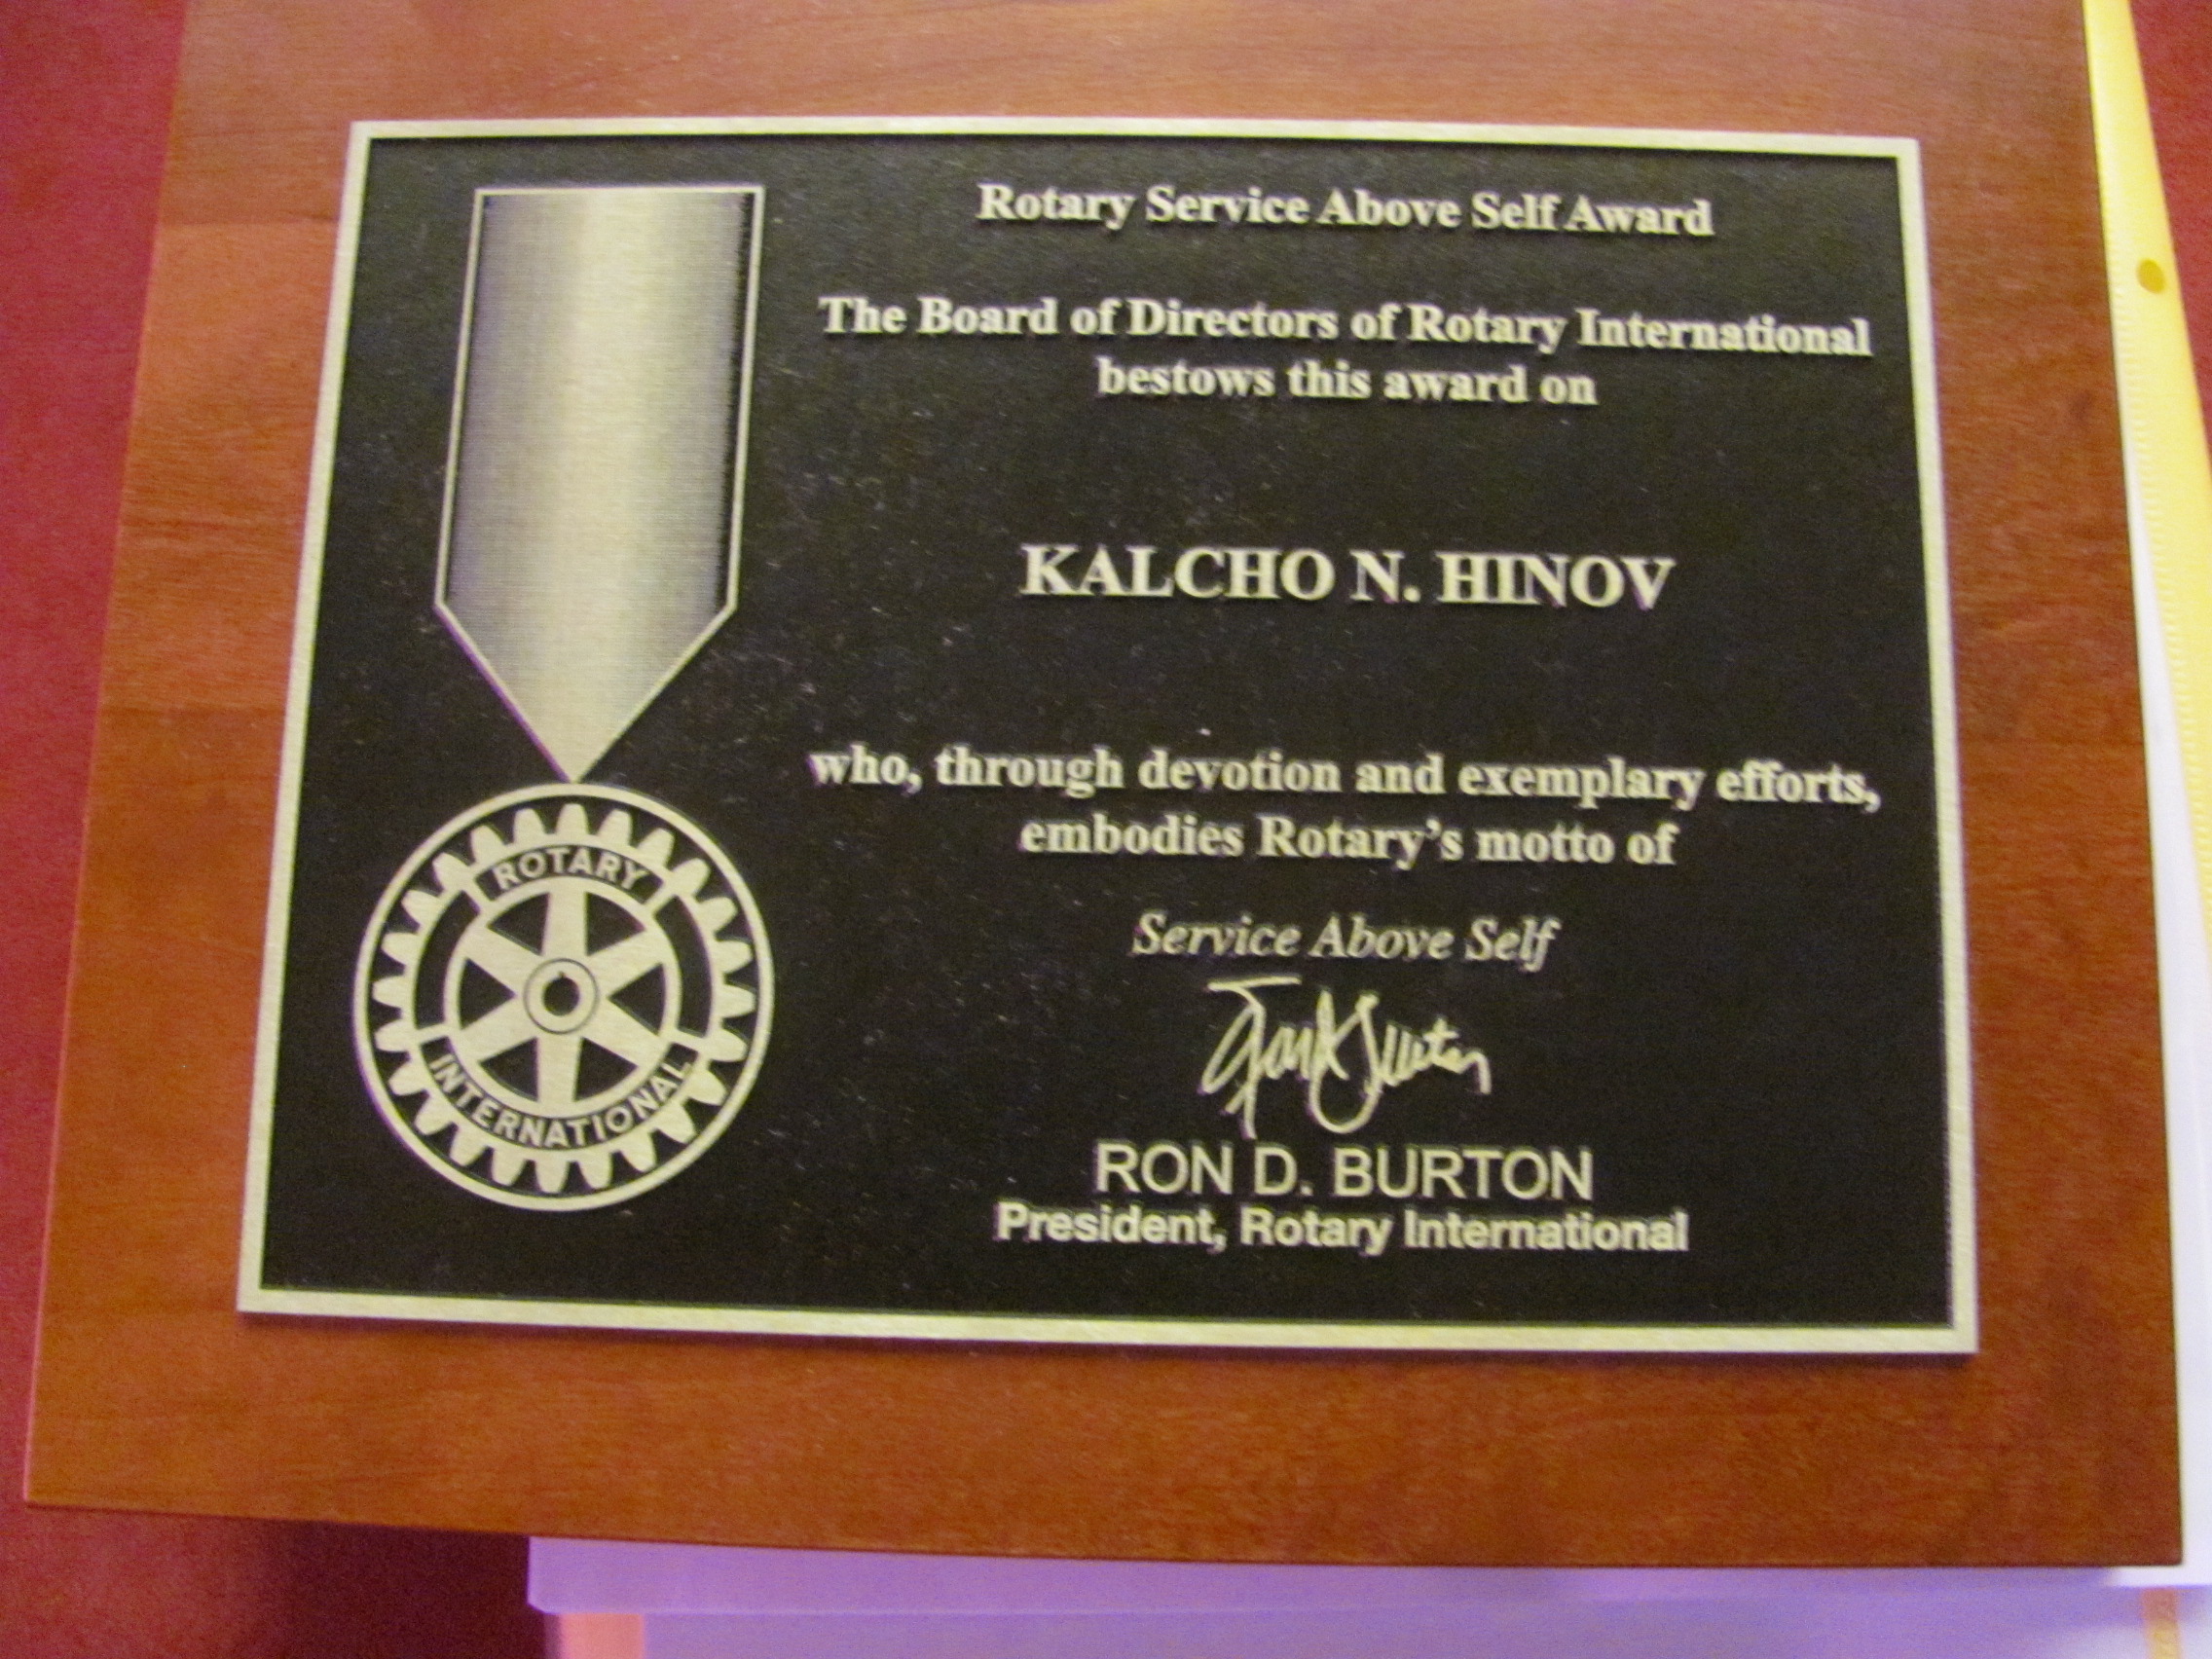 Rotary Service Above Self Award
The Board of Directors of Rotary International
bestows this award on
KALCHO N. HINOV
who, through devotion and exemplary efforts,
embodies Rotary's motto of
Service Above Self
RON D. BURTON
President, Rotary International
ROTARY
INTERNATIONAL